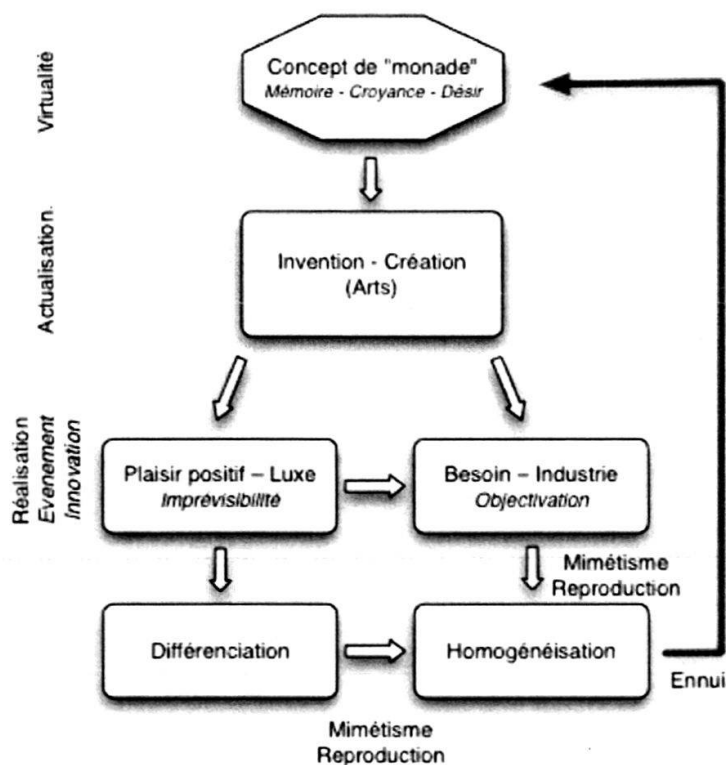 Virtualité
Concept de "monade"
Mémoire - Croyance - Désir
Actualisation.
Invention - Création
(Arts)
Réalisation
Evenement
Innovation
Plaisir positif – Luxe
Imprévisibilité
Besoin – Industrie
Objectivation
Mimétisme
Reproduction
Différenciation
Homogénéisation
Ennui
Mimétisme
Reproduction